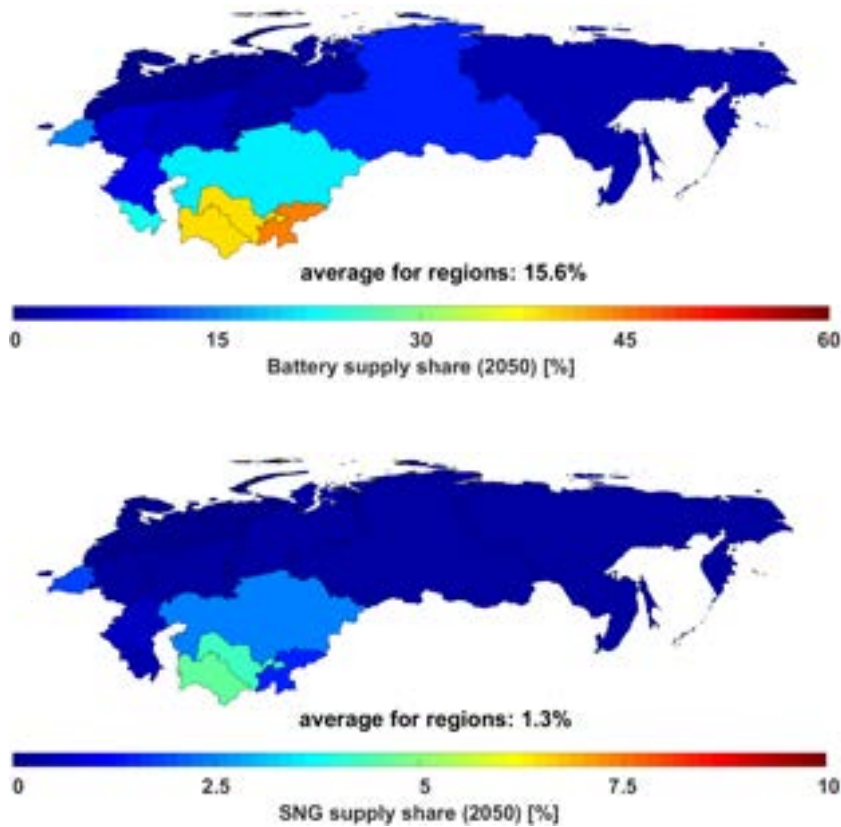 average for regions: 15.6%
0 15 30 45 60
Battery supply share (2050) [%]
average for regions: 1.3%
0 2.5 5 7.5 10
SNG supply share (2050) [%]